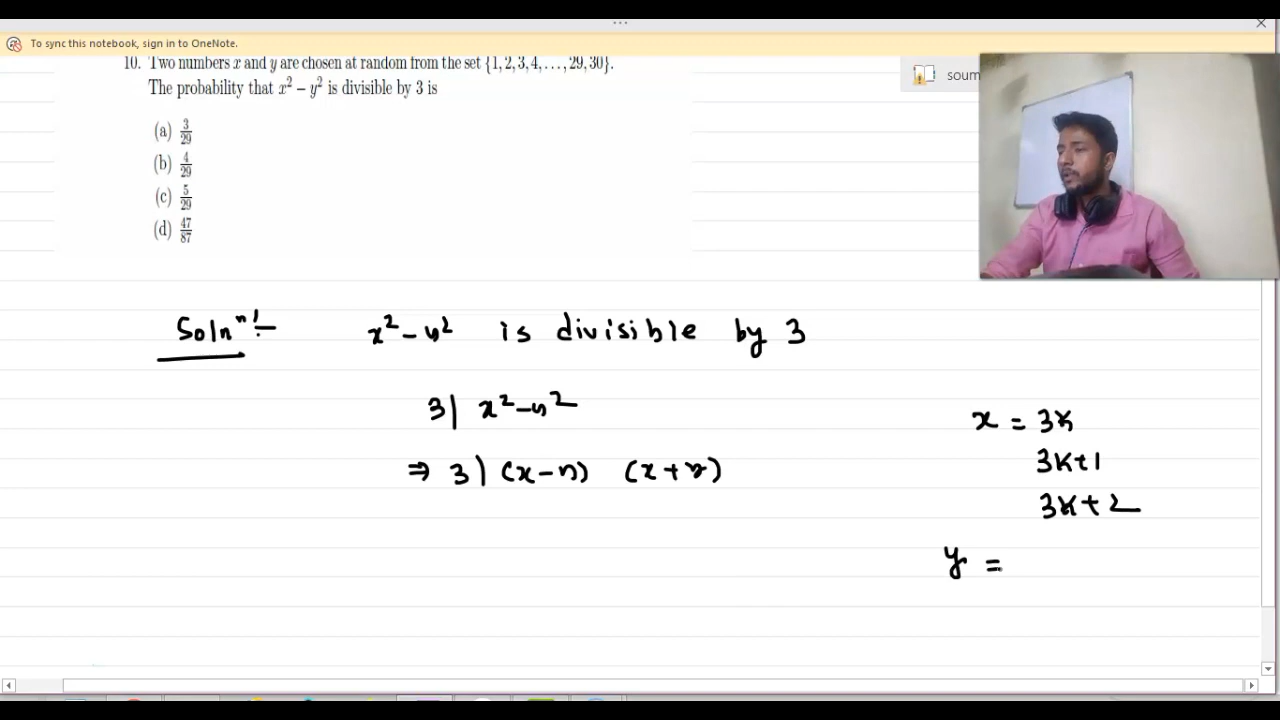 To sync this notebook, sign in to OneNote.
10. Two numbers x and y are chosen at random from the set {1, 2, 3, 4, . . . , 29, 30}.
The probability that x² − y² is divisible by 3 is
soum
(a) 3/29
(b) 4/29
(c) 5/29
(d) 47/87
Solnⁿ!−
x² − y² is divisible by 3
3| x² − y²
⇒ 3| (x − y) (x + y)
x = 3k
3k+1
3k+2
y =